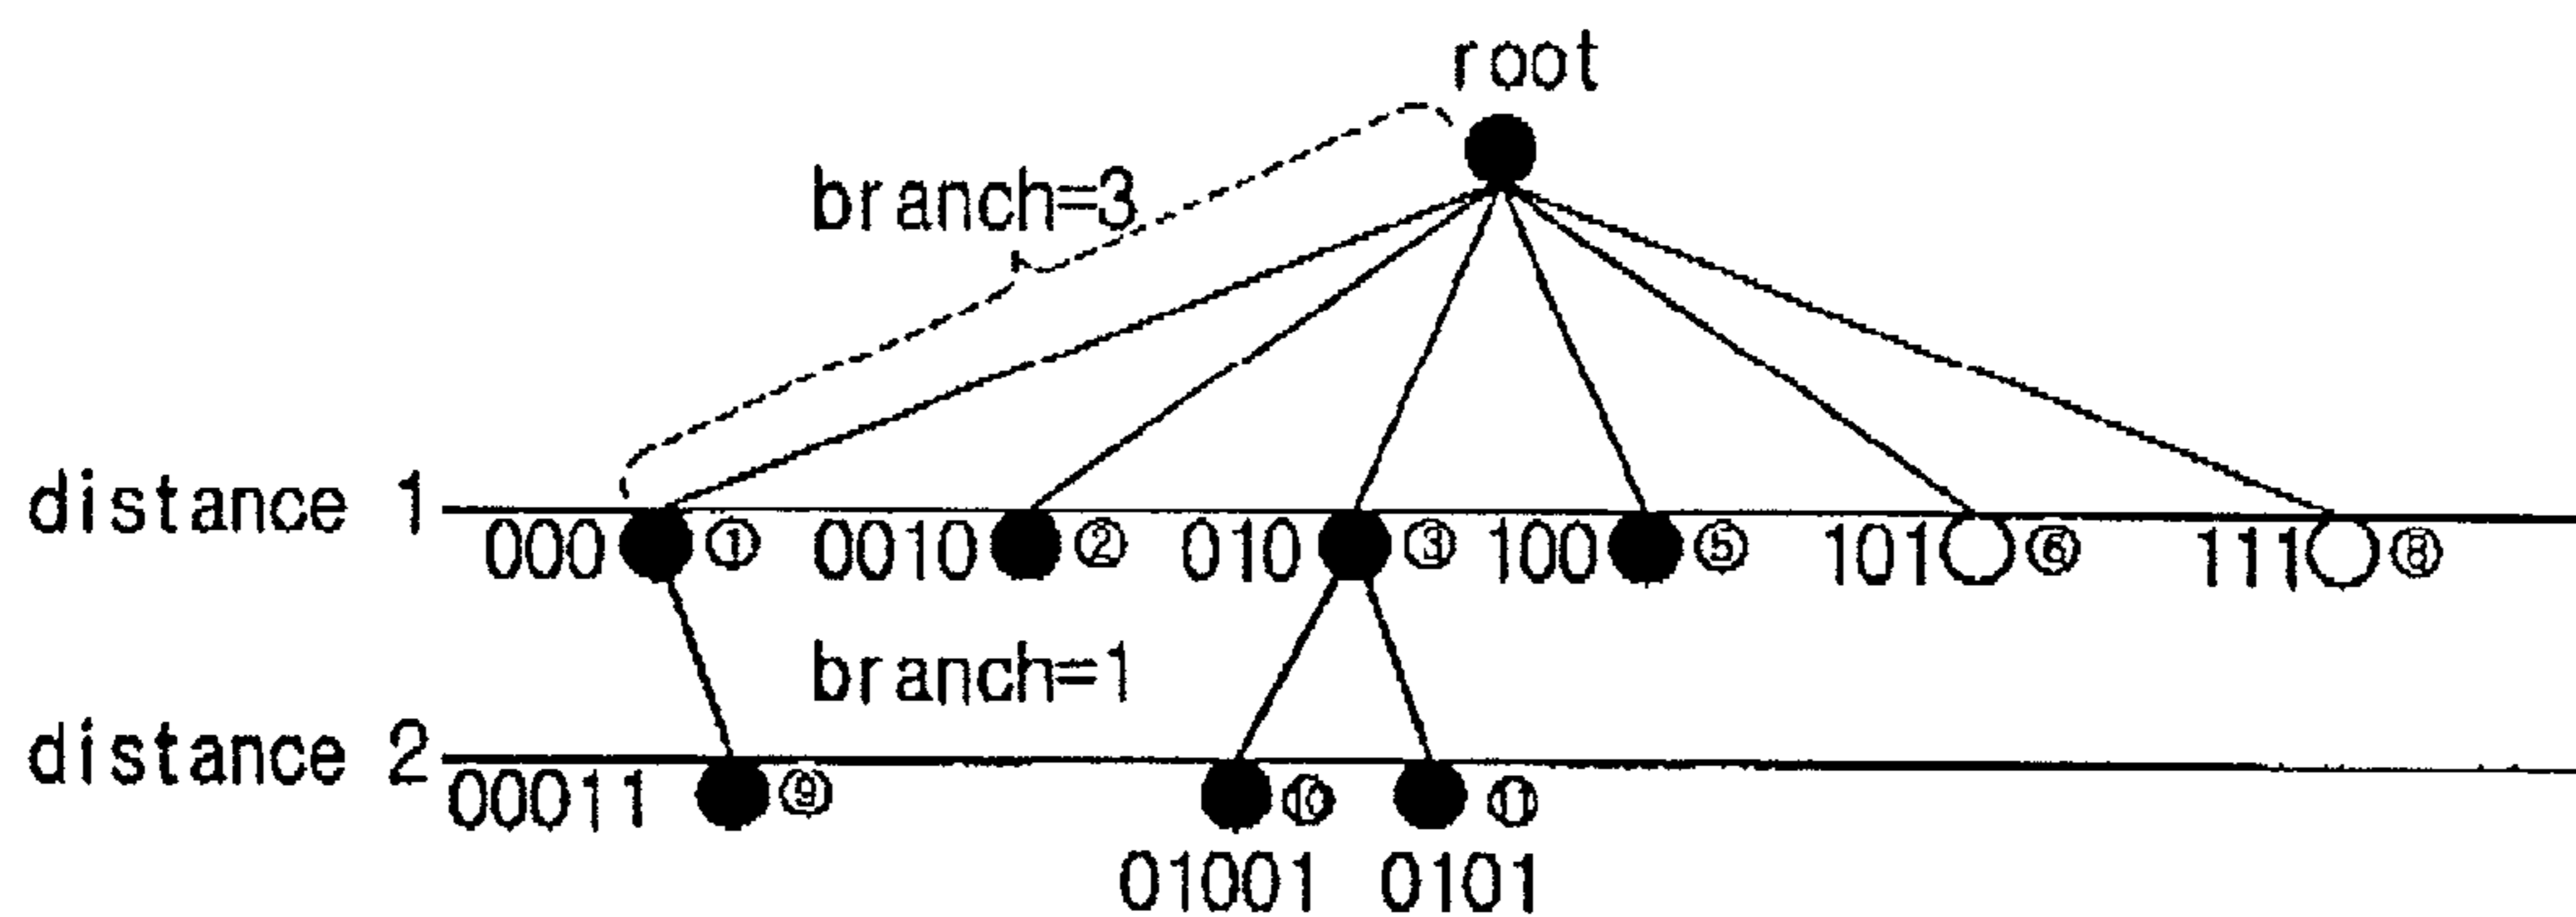 root
branch=3
distance 1 000 ① 0010 ② 010 ③ 100 ⑤ 101 ⑥ 111 ⑧
branch=1
distance 2 00011 ⑨ ⑩ ⑪
01001 0101